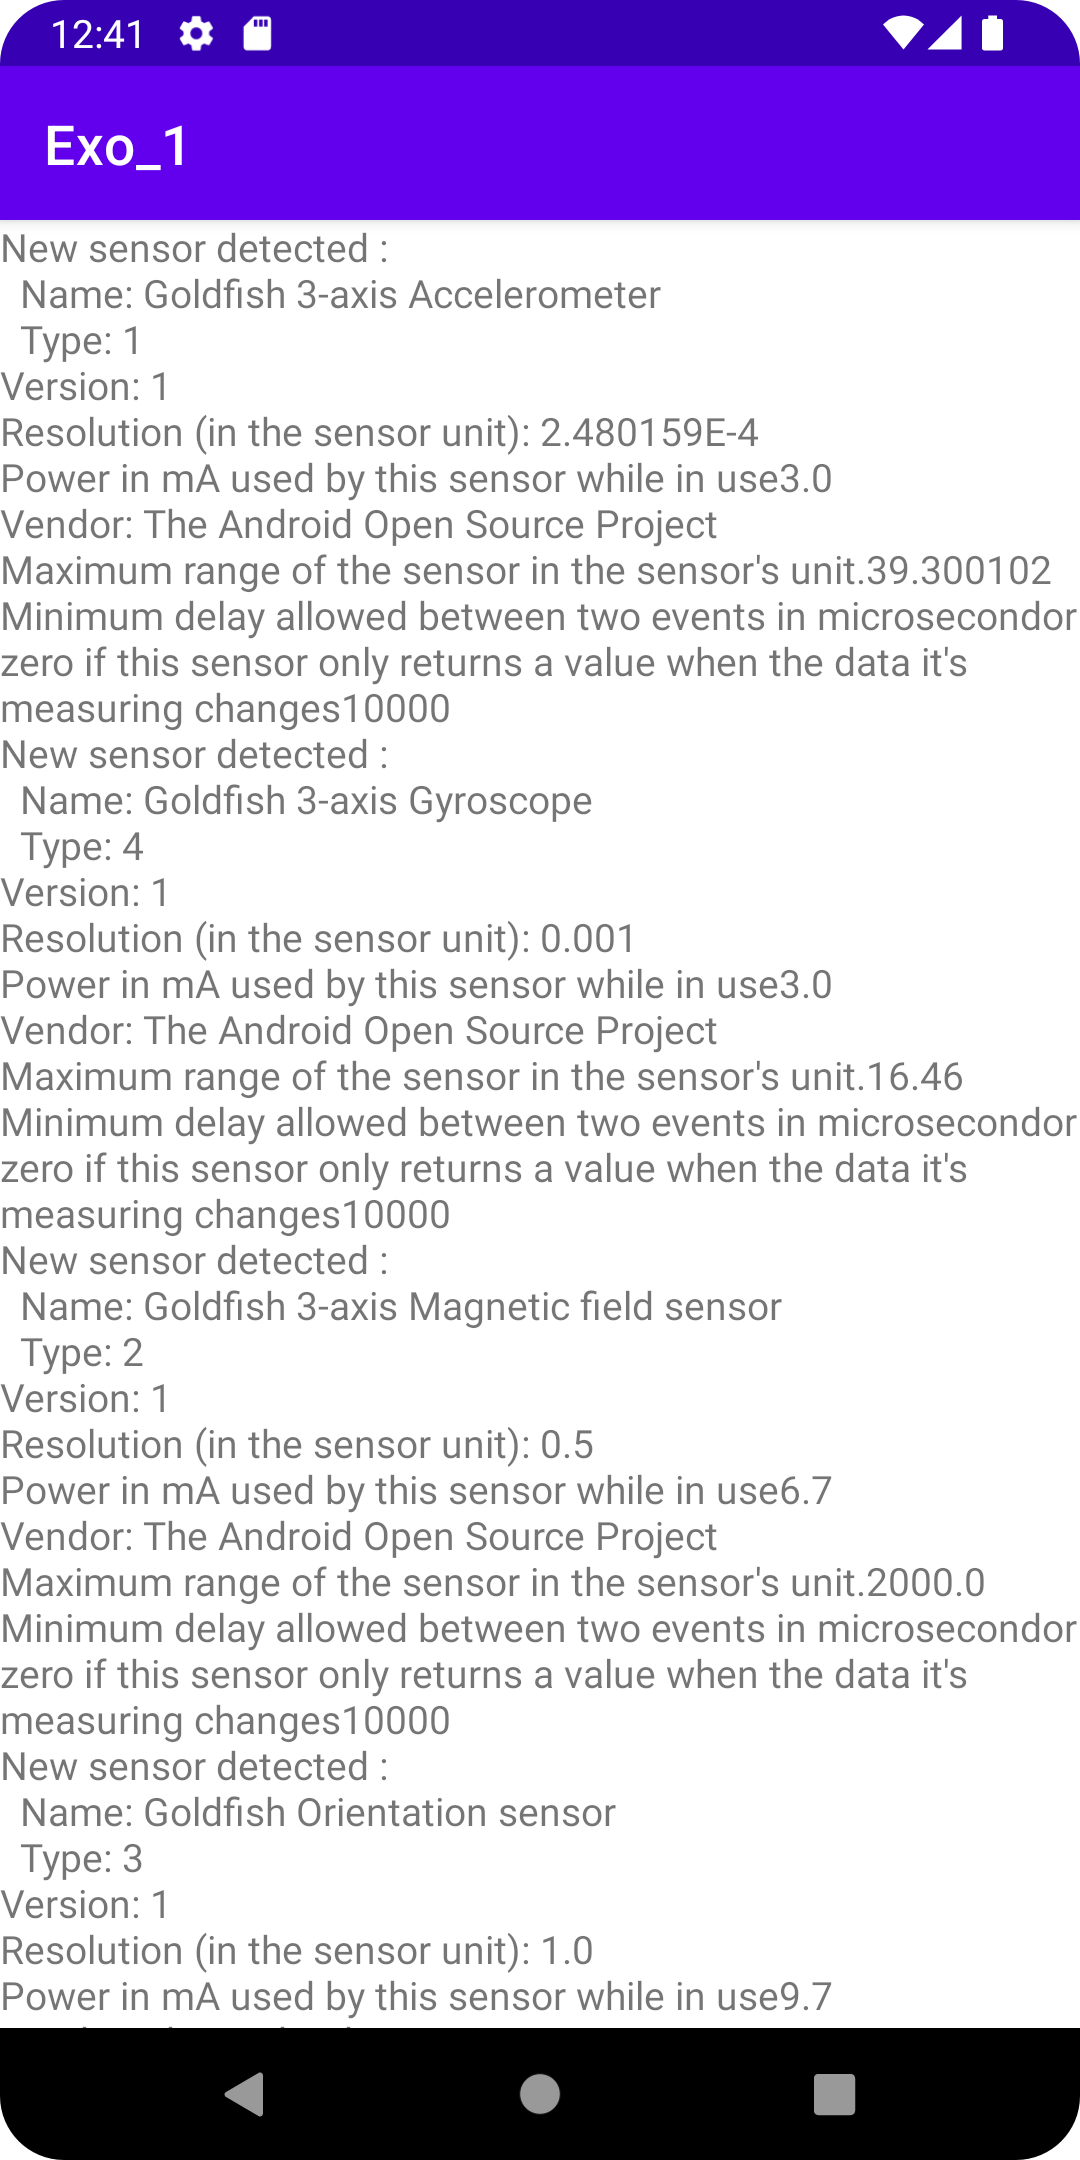 12:41
Exo_1
New sensor detected :
Name: Goldfish 3-axis Accelerometer
Type: 1
Version: 1
Resolution (in the sensor unit): 2.480159E-4
Power in mA used by this sensor while in use3.0
Vendor: The Android Open Source Project
Maximum range of the sensor in the sensor's unit.39.300102
Minimum delay allowed between two events in microsecondor
zero if this sensor only returns a value when the data it's
measuring changes10000
New sensor detected :
Name: Goldfish 3-axis Gyroscope
Type: 4
Version: 1
Resolution (in the sensor unit): 0.001
Power in mA used by this sensor while in use3.0
Vendor: The Android Open Source Project
Maximum range of the sensor in the sensor's unit.16.46
Minimum delay allowed between two events in microsecondor
zero if this sensor only returns a value when the data it's
measuring changes10000
New sensor detected :
Name: Goldfish 3-axis Magnetic field sensor
Type: 2
Version: 1
Resolution (in the sensor unit): 0.5
Power in mA used by this sensor while in use6.7
Vendor: The Android Open Source Project
Maximum range of the sensor in the sensor's unit.2000.0
Minimum delay allowed between two events in microsecondor
zero if this sensor only returns a value when the data it's
measuring changes10000
New sensor detected :
Name: Goldfish Orientation sensor
Type: 3
Version: 1
Resolution (in the sensor unit): 1.0
Power in mA used by this sensor while in use9.7